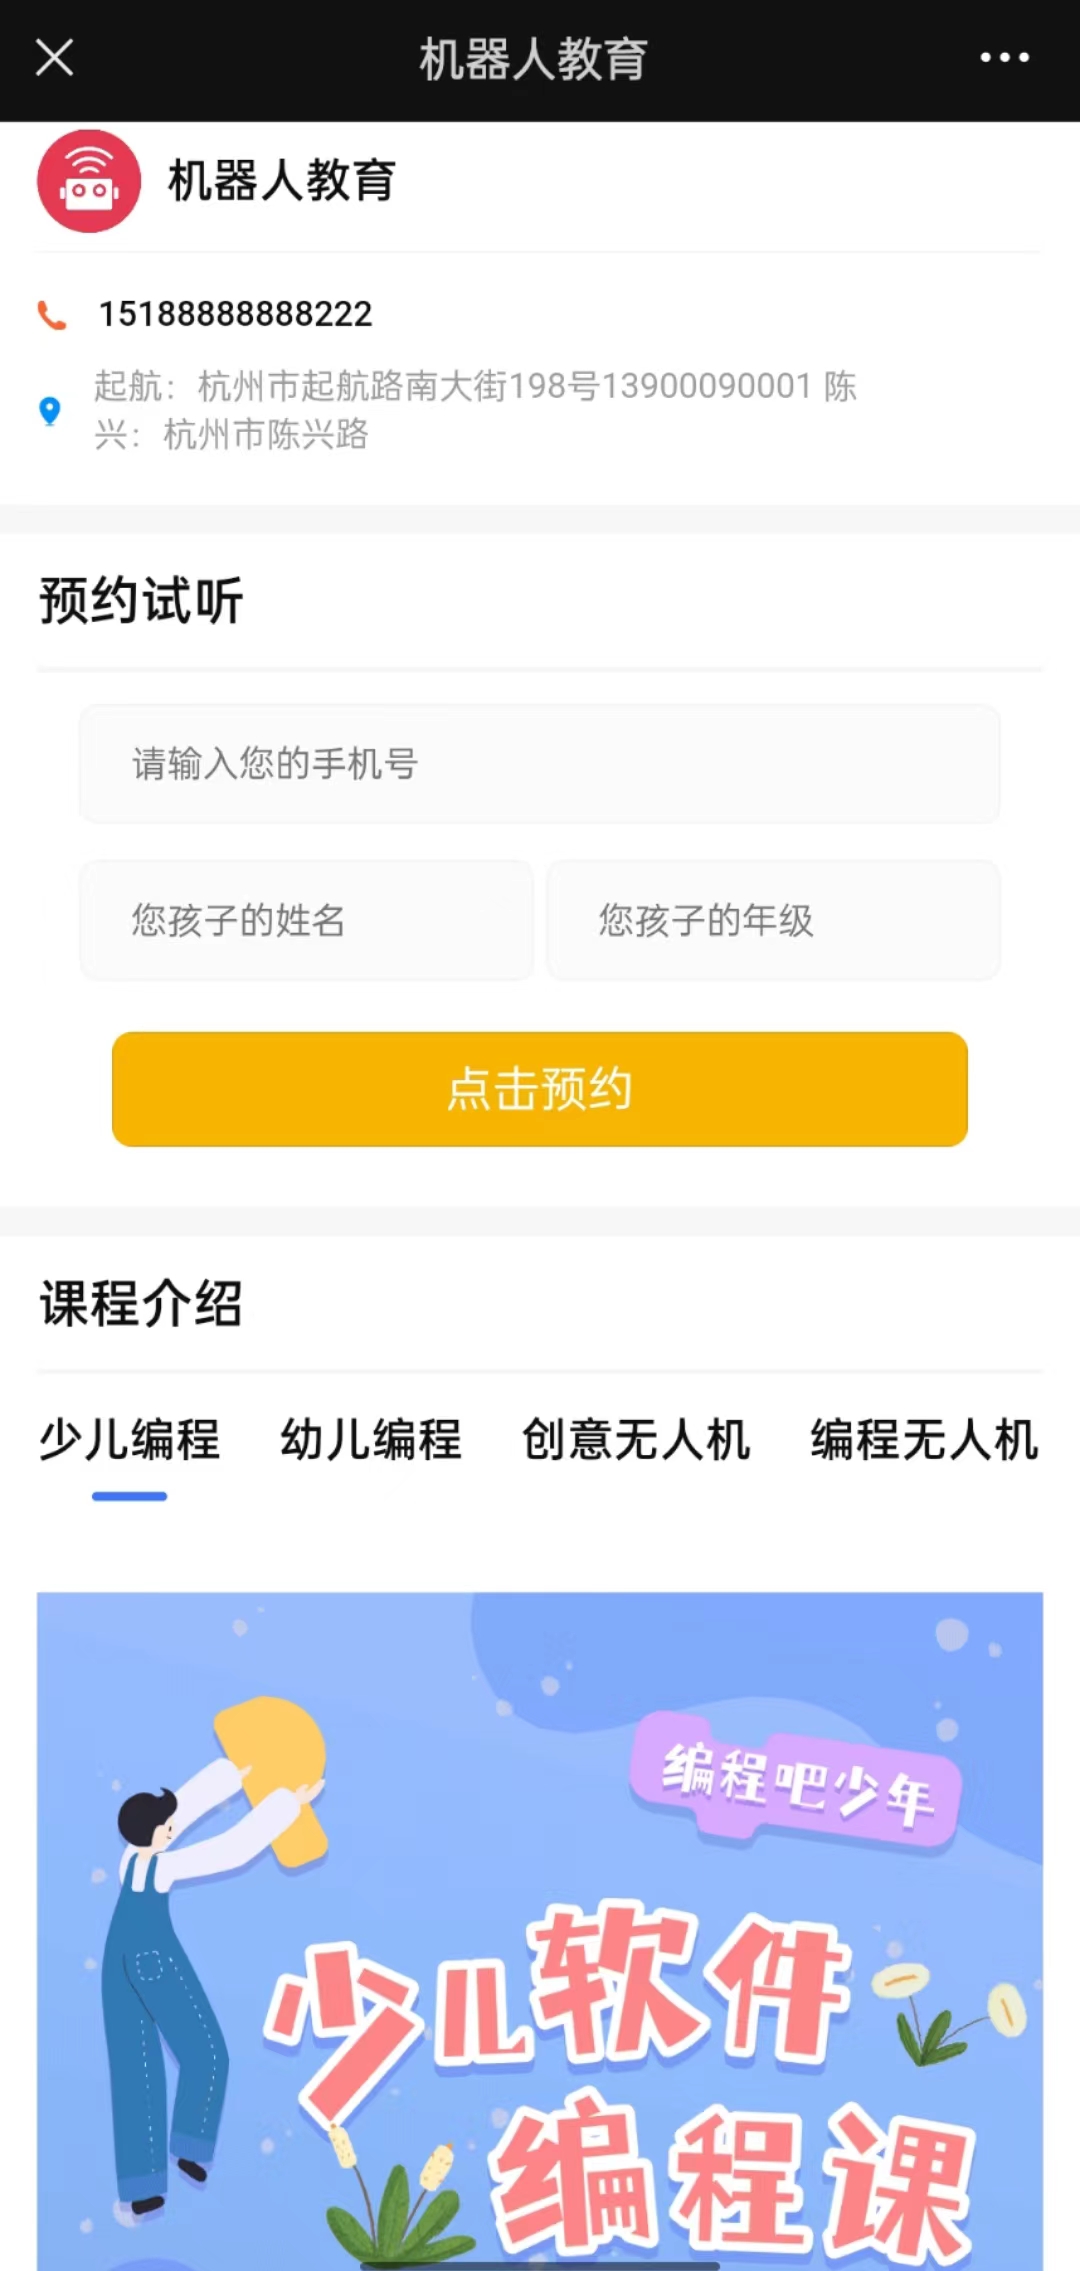 机器人教育
机器人教育
15188888888222
起航：杭州市起航路南大街198号13900090001 陈
兴：杭州市陈兴路
预约试听
请输入您的手机号
您孩子的姓名 您孩子的年级
点击预约
课程介绍
少儿编程 幼儿编程 创意无人机 编程无人机
编程吧少年
少儿软件
编程课